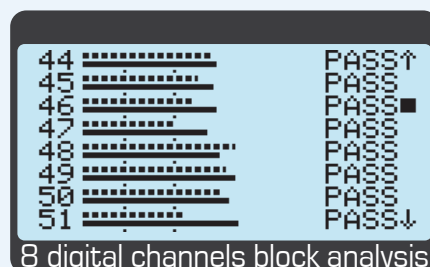 44 PASS↑
45 PASS
46 PASS■
47 PASS
48 PASS
49 PASS
50 PASS
51 PASS↓
8 digital channels block analysis